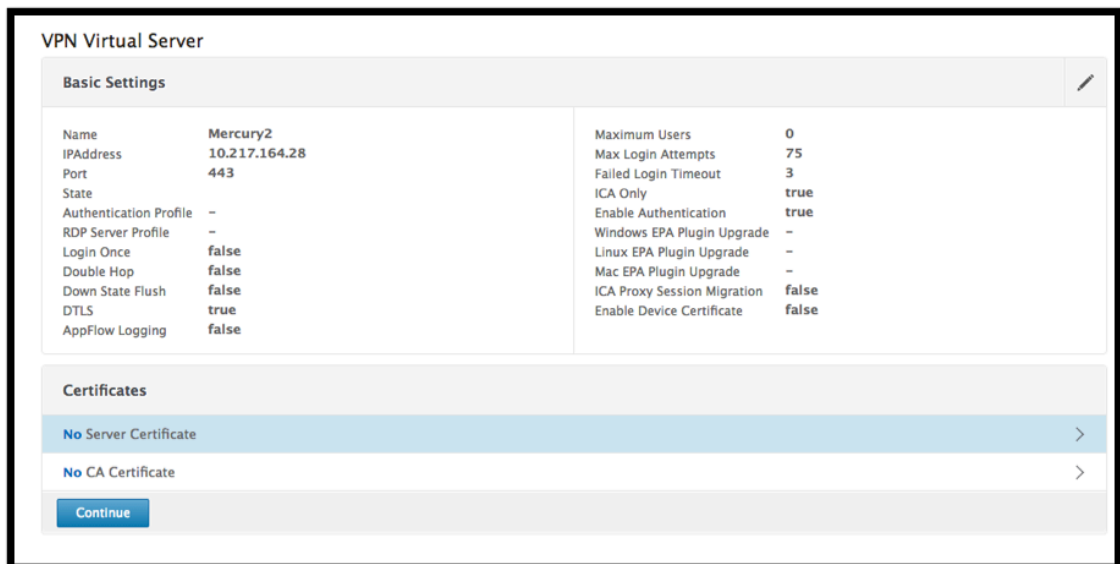 VPN Virtual Server
Basic Settings
Name Mercury2
IPAddress 10.217.164.28
Port 443
State
Authentication Profile –
RDP Server Profile –
Login Once false
Double Hop false
Down State Flush false
DTLS true
AppFlow Logging false
Maximum Users 0
Max Login Attempts 75
Failed Login Timeout 3
ICA Only true
Enable Authentication true
Windows EPA Plugin Upgrade –
Linux EPA Plugin Upgrade –
Mac EPA Plugin Upgrade –
ICA Proxy Session Migration false
Enable Device Certificate false
Certificates
No Server Certificate
No CA Certificate
Continue